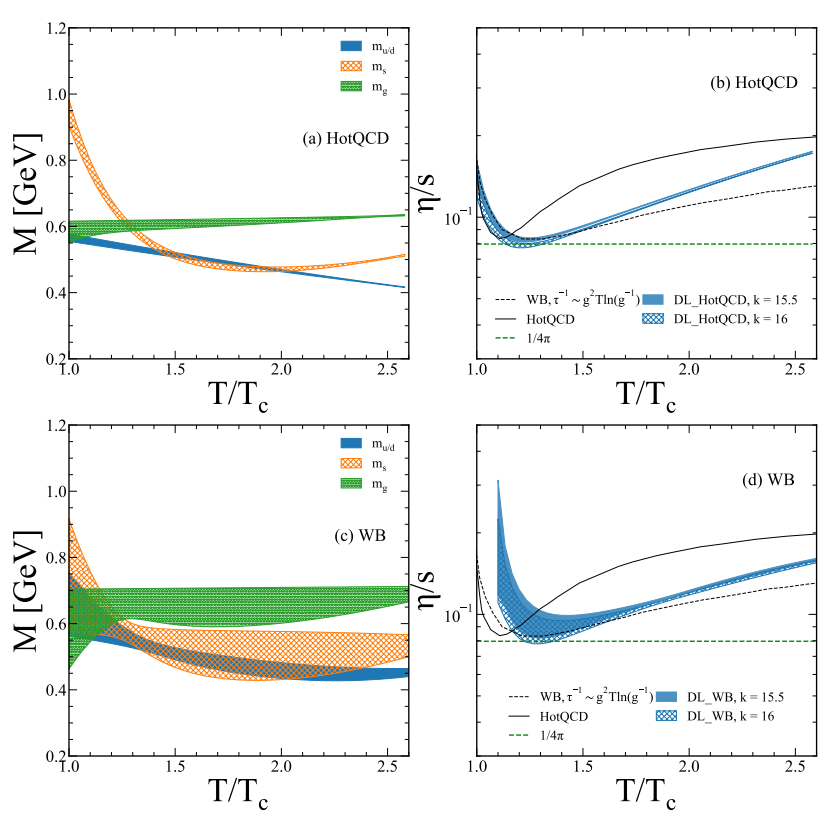 1.2
1.0
0.8
0.6
0.4
0.2
M [GeV]
m_{u/d}
m_s
m_g
(a) HotQCD
1.0 1.5 2.0 2.5
T/T_c
η/s
10^{-1}
(b) HotQCD
WB, τ^{-1} ~ g^2Tln(g^{-1})
HotQCD
1/4π
DL_HotQCD, k = 15.5
DL_HotQCD, k = 16
1.0 1.5 2.0 2.5
T/T_c
1.2
1.0
0.8
0.6
0.4
0.2
M [GeV]
m_{u/d}
m_s
m_g
(c) WB
1.0 1.5 2.0 2.5
T/T_c
η/s
10^{-1}
(d) WB
WB, τ^{-1} ~ g^2Tln(g^{-1})
HotQCD
1/4π
DL_WB, k = 15.5
DL_WB, k = 16
1.0 1.5 2.0 2.5
T/T_c